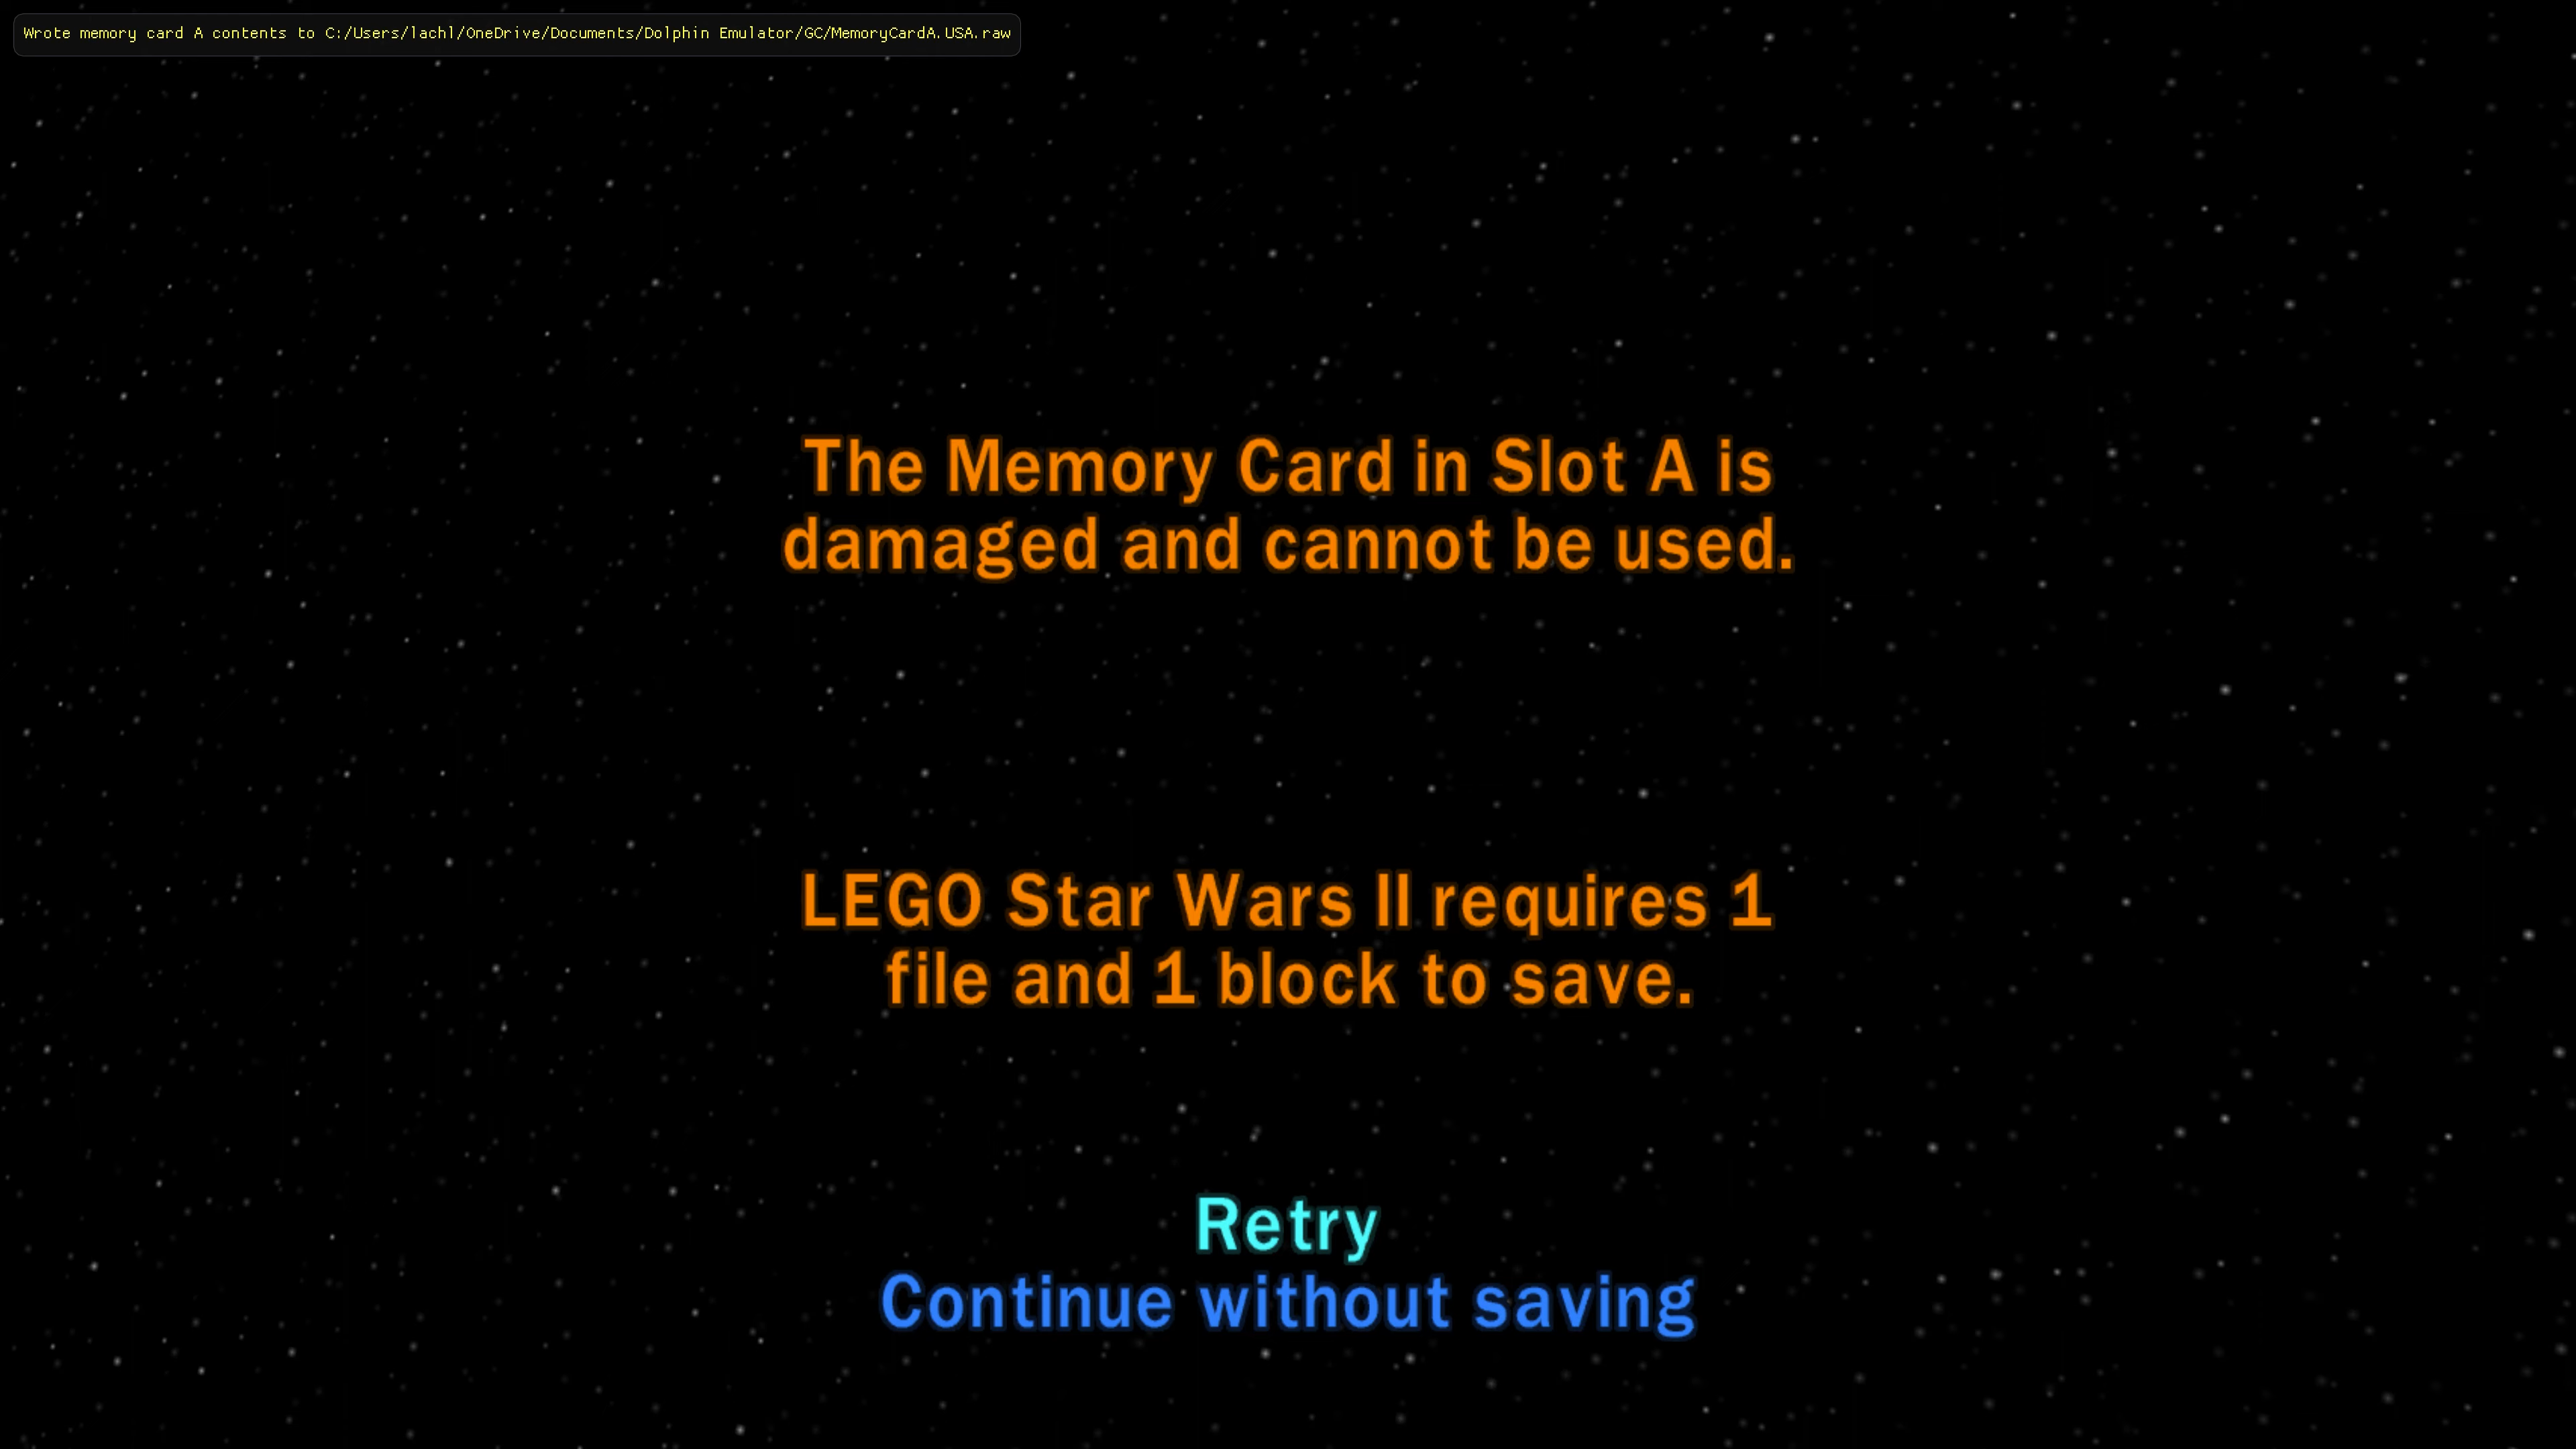 Wrote memory card A contents to C:/Users/lachl/OneDrive/Documents/Dolphin Emulator/GC/MemoryCardA.USA.raw
The Memory Card in Slot A is
damaged and cannot be used.
LEGO Star Wars II requires 1
file and 1 block to save.
Retry
Continue without saving